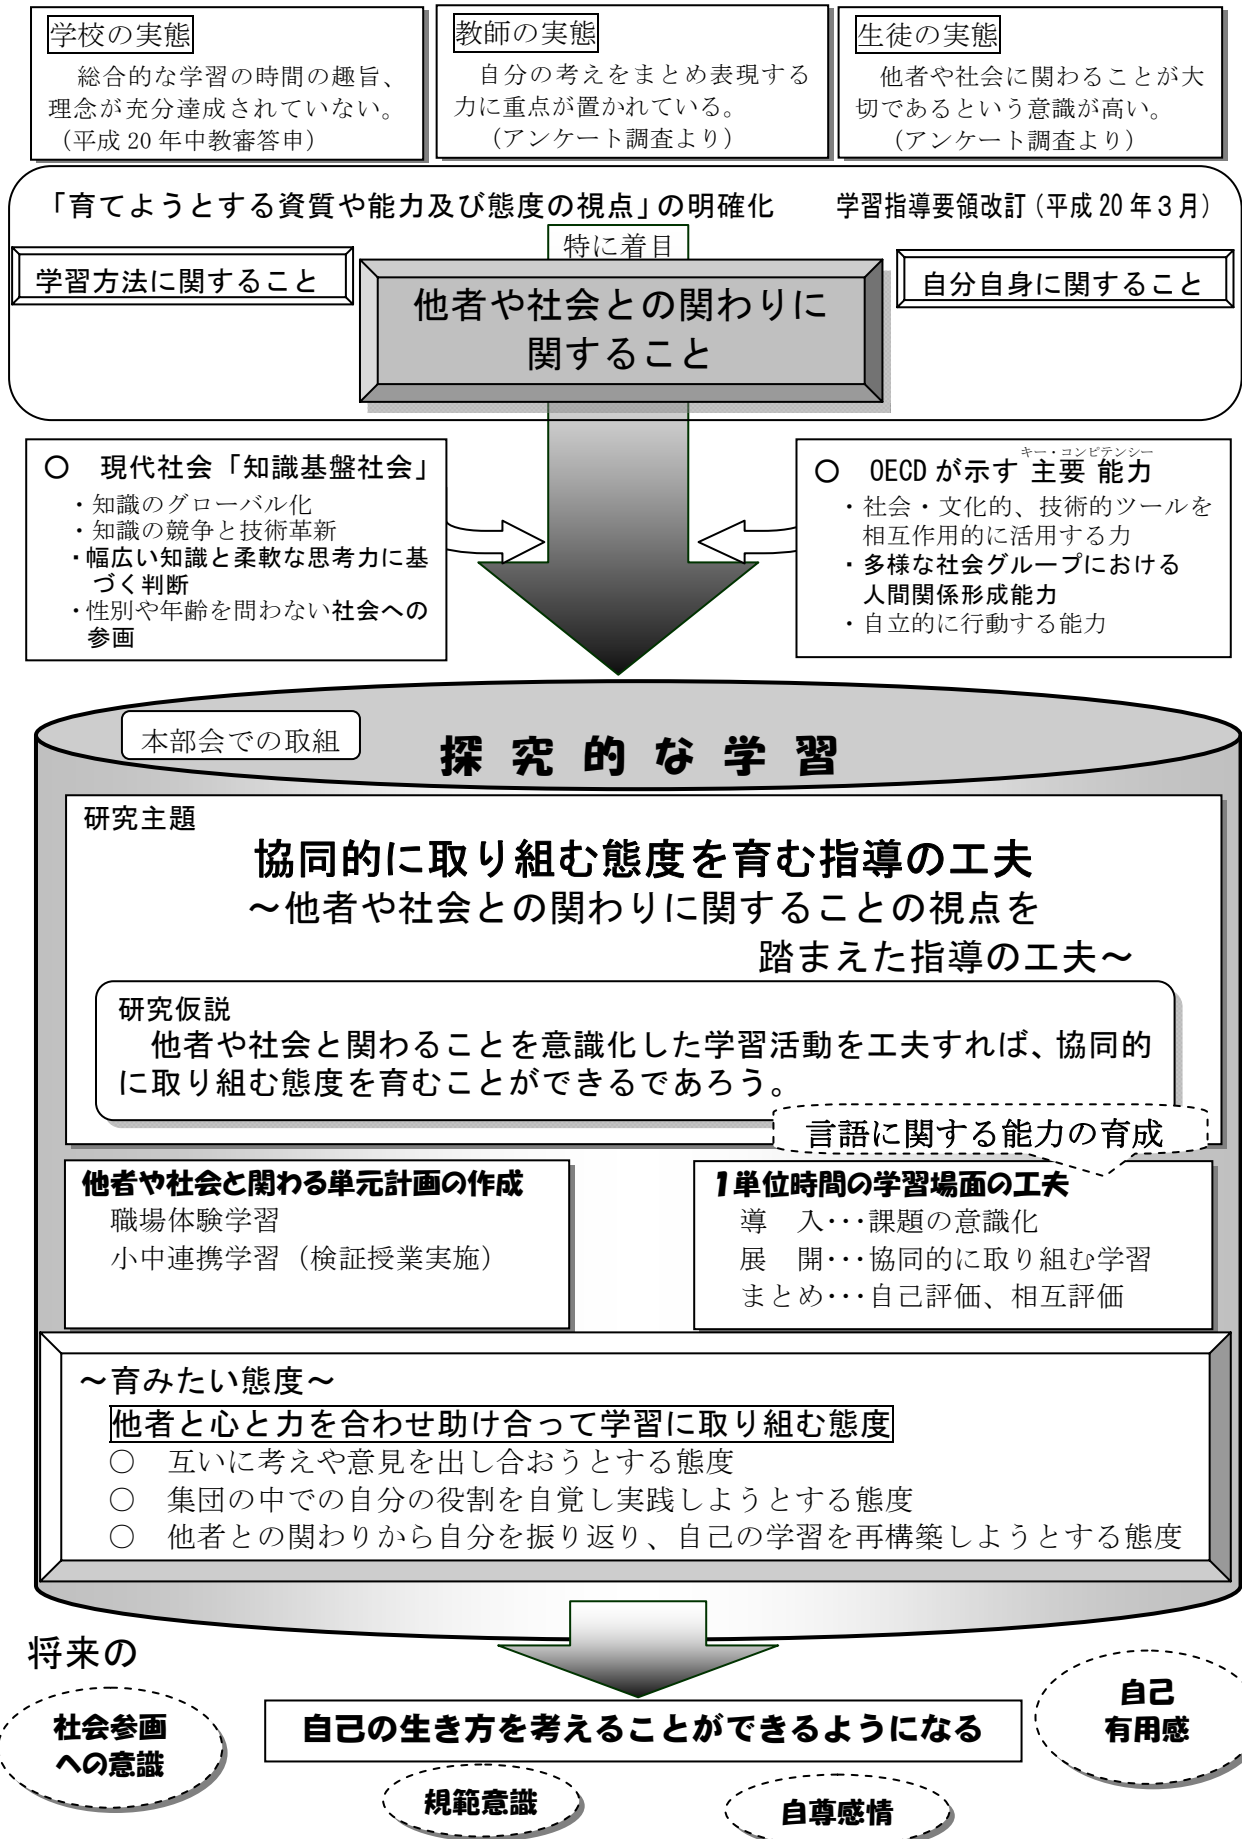 学校の実態
総合的な学習の時間の趣旨、
理念が充分達成されていない。
(平成 20 年中教審答申)
教師の実態
自分の考えをまとめ表現する
力に重点が置かれている。
(アンケート調査より)
生徒の実態
他者や社会に関わることが大
切であるという意識が高い。
(アンケート調査より)
「育てようとする資質や能力及び態度の視点」の明確化
学習指導要領改訂(平成 20 年3月)
特に着目
学習方法に関すること
他者や社会との関わりに
関すること
自分自身に関すること
○ 現代社会「知識基盤社会」
・知識のグローバル化
・知識の競争と技術革新
・幅広い知識と柔軟な思考力に基
づく判断
・性別や年齢を問わない社会への
参画
キー・コンピテンシー
○ OECD が示す 主要 能力
・社会・文化的、技術的ツールを
相互作用的に活用する力
・多様な社会グループにおける
人間関係形成能力
・自立的に行動する能力
本部会での取組
探究的な学習
研究主題
協同的に取り組む態度を育む指導の工夫
～他者や社会との関わりに関することの視点を
踏まえた指導の工夫～
研究仮説
他者や社会と関わることを意識化した学習活動を工夫すれば、協同的
に取り組む態度を育むことができるであろう。
言語に関する能力の育成
他者や社会と関わる単元計画の作成
職場体験学習
小中連携学習(検証授業実施)
1単位時間の学習場面の工夫
導 入･･･課題の意識化
展 開･･･協同的に取り組む学習
まとめ･･･自己評価、相互評価
～育みたい態度～
他者と心と力を合わせ助け合って学習に取り組む態度
○ 互いに考えや意見を出し合おうとする態度
○ 集団の中での自分の役割を自覚し実践しようとする態度
○ 他者との関わりから自分を振り返り、自己の学習を再構築しようとする態度
将来の
社会参画
への意識
自己の生き方を考えることができるようになる
自己
有用感
規範意識
自尊感情